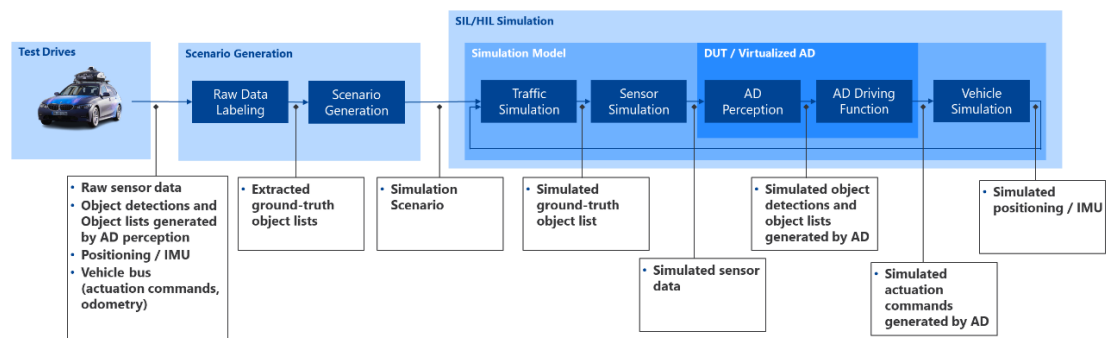 SIL/HIL Simulation
Test Drives
Scenario Generation
Simulation Model
DUT / Virtualized AD
Raw Data
Labeling
Scenario
Generation
Traffic
Simulation
Sensor
Simulation
AD
Perception
AD Driving
Function
Vehicle
Simulation
• Raw sensor data
• Object detections and
Object lists generated
by AD perception
• Positioning / IMU
• Vehicle bus
(actuation commands,
odometry)
• Extracted
ground-truth
object lists
• Simulation
Scenario
• Simulated
ground-truth
object list
• Simulated sensor
data
• Simulated object
detections and
object lists
generated by AD
• Simulated
actuation
commands
generated by AD
• Simulated
positioning / IMU